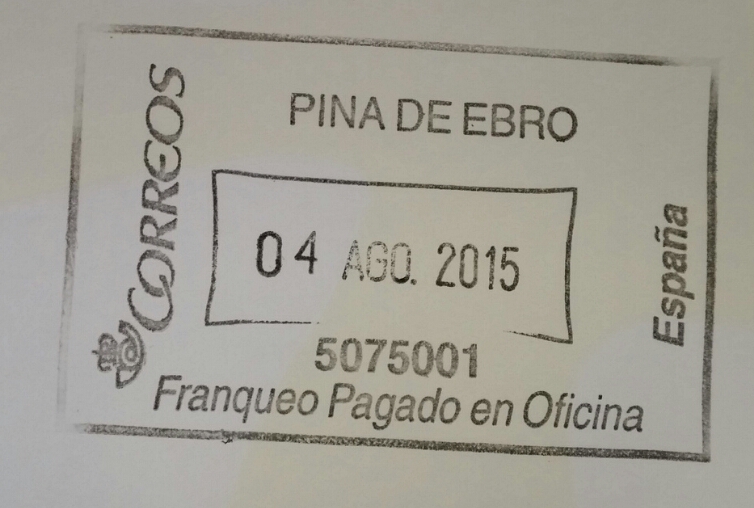 CORREOS
PINA DE EBRO
04 AGO. 2015
5075001
Franqueo Pagado en Oficina
España